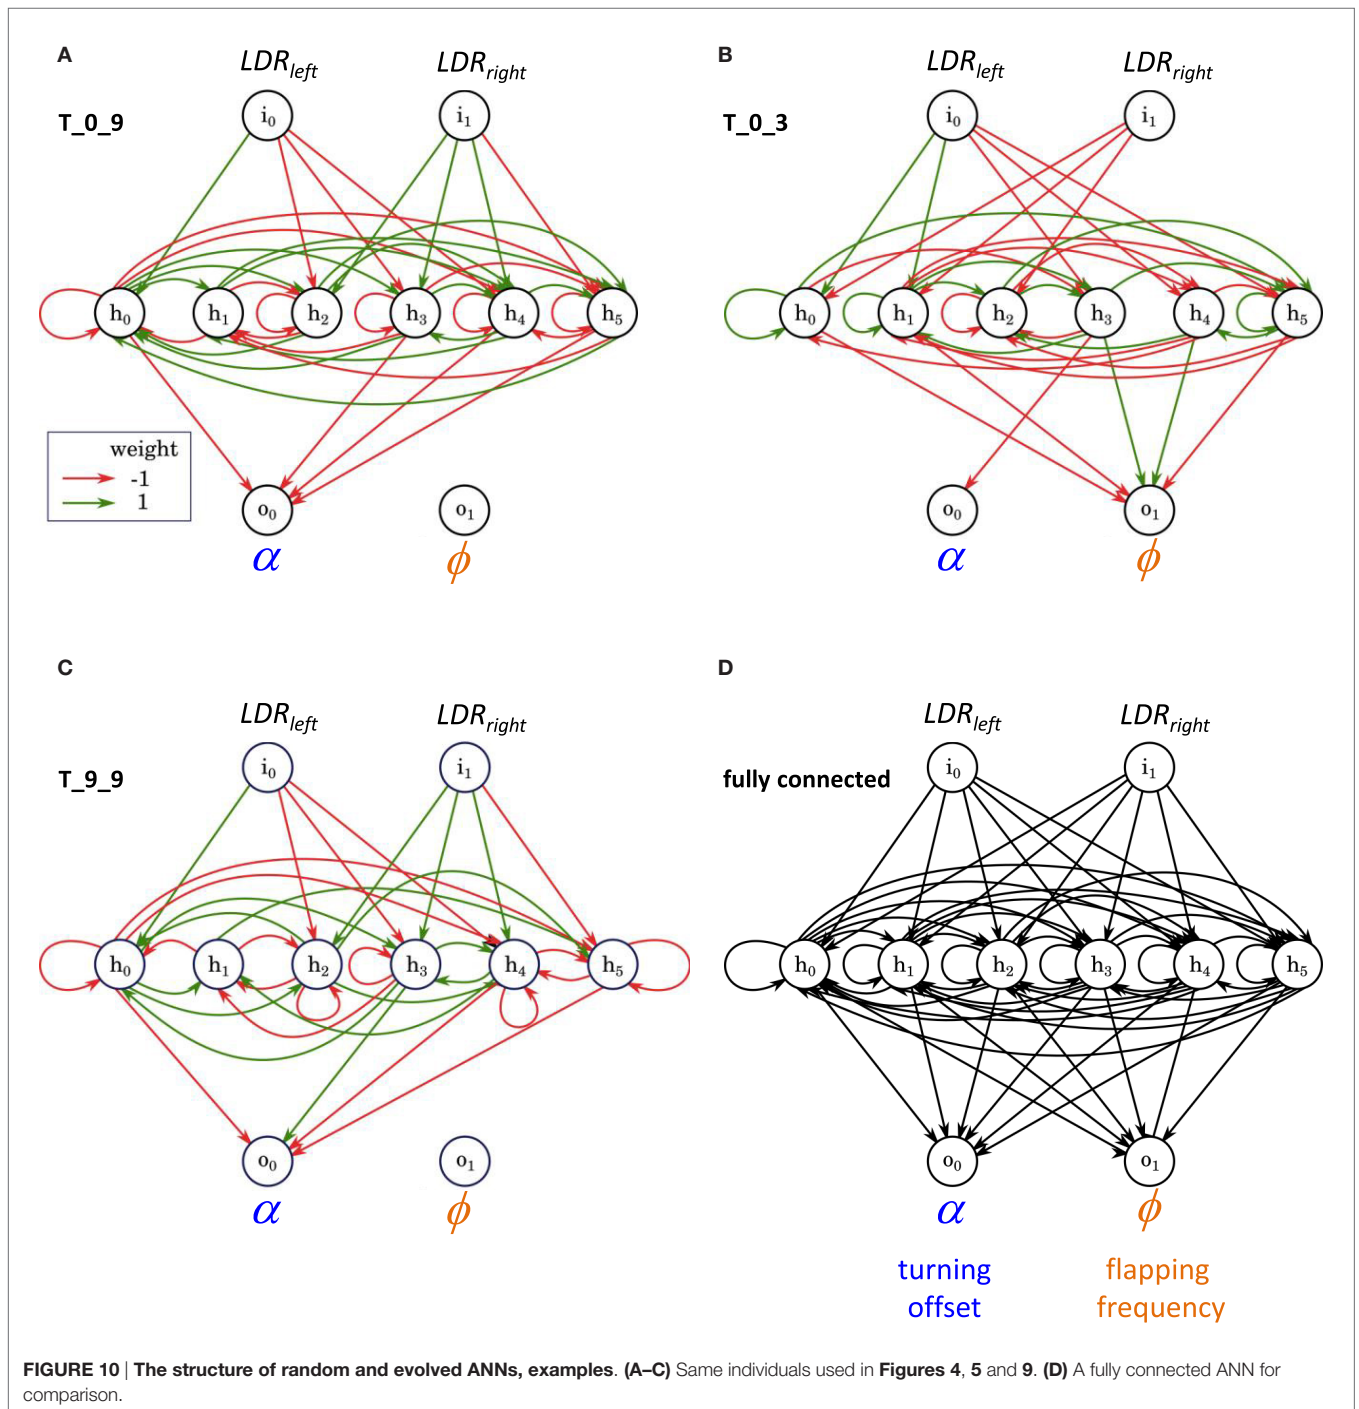 A
LDRleft LDRright
T_0_9
i0 i1
h0 h1 h2 h3 h4 h5
weight
-1
1
o0 o1
α ϕ
B
LDRleft LDRright
T_0_3
i0 i1
h0 h1 h2 h3 h4 h5
o0 o1
α ϕ
C
LDRleft LDRright
T_9_9
i0 i1
h0 h1 h2 h3 h4 h5
o0 o1
α ϕ
D
LDRleft LDRright
fully connected
i0 i1
h0 h1 h2 h3 h4 h5
o0 o1
α ϕ
turning flapping
offset frequency
FIGURE 10 | The structure of random and evolved ANNs, examples. (A–C) Same individuals used in Figures 4, 5 and 9. (D) A fully connected ANN for
comparison.